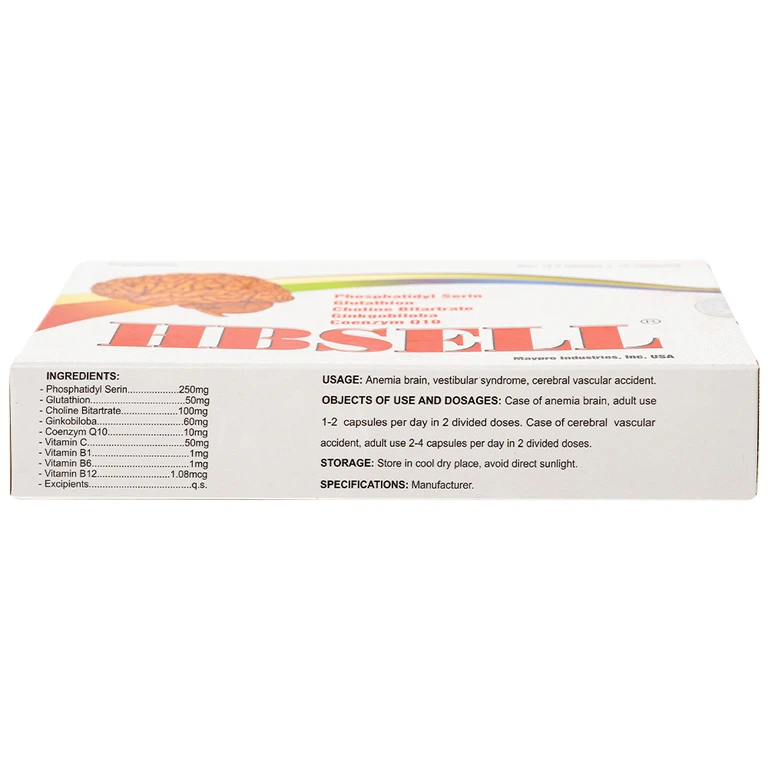 Phosphatidyl Serin
Glutathion
Choline Bitartrate
Ginkgobiloba
Coenzym Q10
HBSELL®
Maypro Industries, Inc. USA
INGREDIENTS:
- Phosphatidyl Serin................250mg
- Glutathion..............................50mg
- Choline Bitartrate..................100mg
- Ginkobiloba............................60mg
- Coenzym Q10........................10mg
- Vitamin C................................50mg
- Vitamin B1................................1mg
- Vitamin B6................................1mg
- Vitamin B12........................1.08mcg
- Excipients.................................q.s.
USAGE: Anemia brain, vestibular syndrome, cerebral vascular accident.
OBJECTS OF USE AND DOSAGES: Case of anemia brain, adult use
1-2 capsules per day in 2 divided doses. Case of cerebral vascular
accident, adult use 2-4 capsules per day in 2 divided doses.
STORAGE: Store in cool dry place, avoid direct sunlight.
SPECIFICATIONS: Manufacturer.